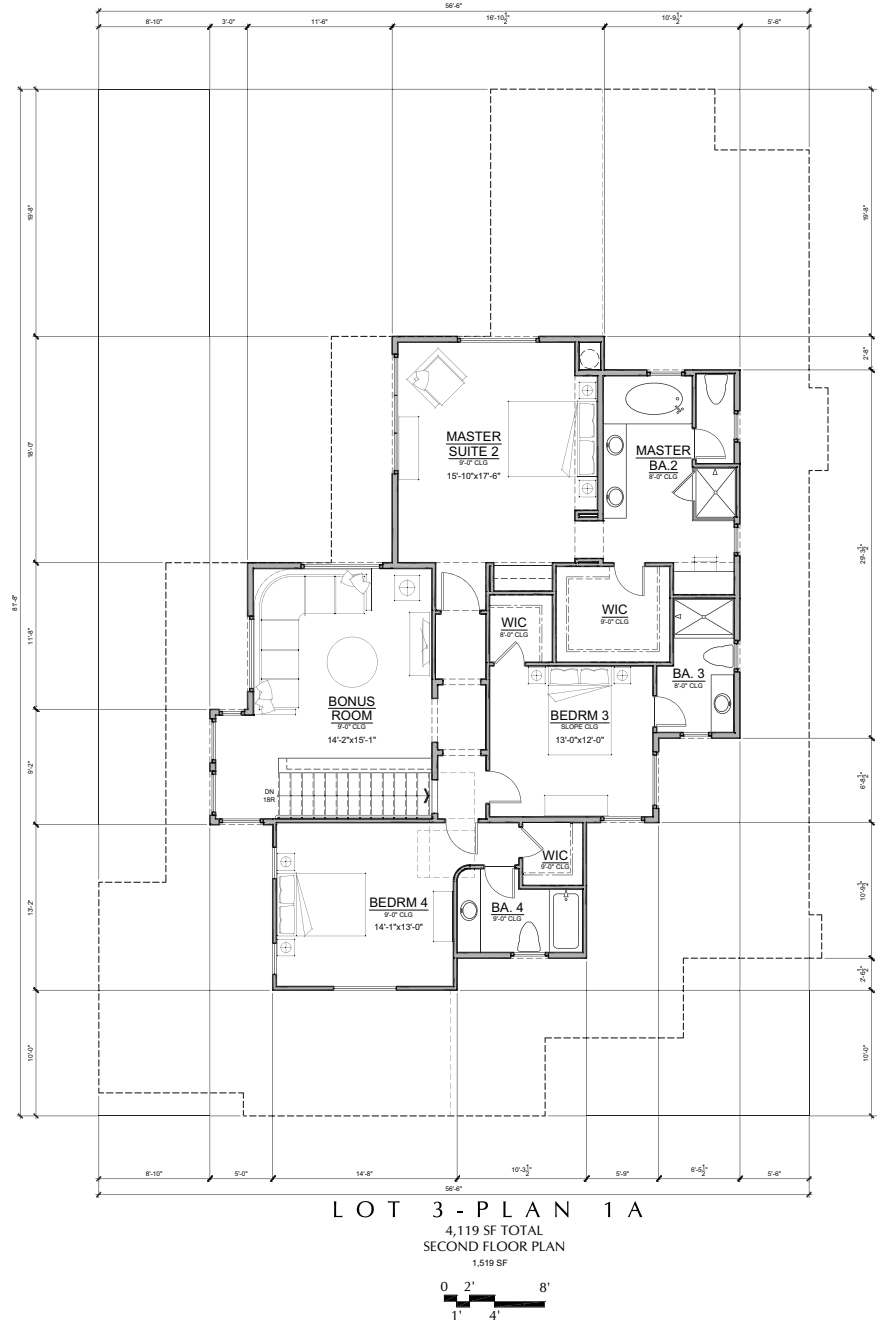 56'-6"
8'-10" 3'-0" 11'-6" 16'-10½" 10'-9½" 5'-6"
19'-8"
18'-0"
11'-8"
9'-2"
13'-2"
10'-0"
81'-8"
19'-8"
2'-8"
29'-3½"
6'-8½"
10'-9½"
2'-6½"
10'-0"
MASTER
SUITE 2
9'-0" CLG
15'-10"x17'-6"
MASTER
BA.2
8'-0" CLG
WIC
8'-0" CLG
WIC
9'-0" CLG
BA. 3
8'-0" CLG
BONUS
ROOM
9'-0" CLG
14'-2"x15'-1"
BEDRM 3
SLOPE CLG
13'-0"x12'-0"
DN
18R
WIC
9'-0" CLG
BEDRM 4
9'-0" CLG
14'-1"x13'-0"
BA. 4
9'-0" CLG
8'-10" 5'-0" 14'-8" 10'-3½" 5'-9" 6'-5½" 5'-6"
56'-6"
LOT 3-PLAN 1A
4,119 SF TOTAL
SECOND FLOOR PLAN
1,519 SF
0 2' 8'
1' 4'